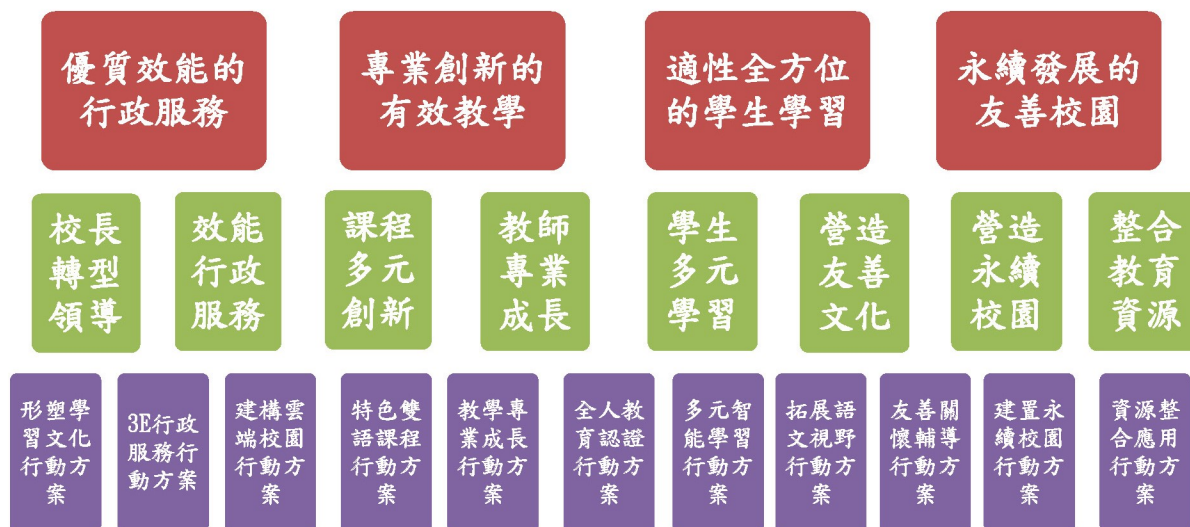 優質效能的
行政服務
專業創新的
有效教學
適性全方位
的學生學習
永續發展的
友善校園
校長
轉型
領導
效能
行政
服務
課程
多元
創新
教師
專業
成長
學生
多元
學習
營造
友善
文化
營造
永續
校園
整合
教育
資源
形塑學
習文化
行動方
案
3E行政
服務行
動方案
建構雲
端校園
行動方
案
特色雙
語課程
行動方
案
教學專
業成長
行動方
案
全人教
育認證
行動方
案
多元智
能學習
行動方
案
拓展語
文視野
行動方
案
友善關
懷輔導
行動方
案
建置永
續校園
行動方
案
資源整
合應用
行動方
案